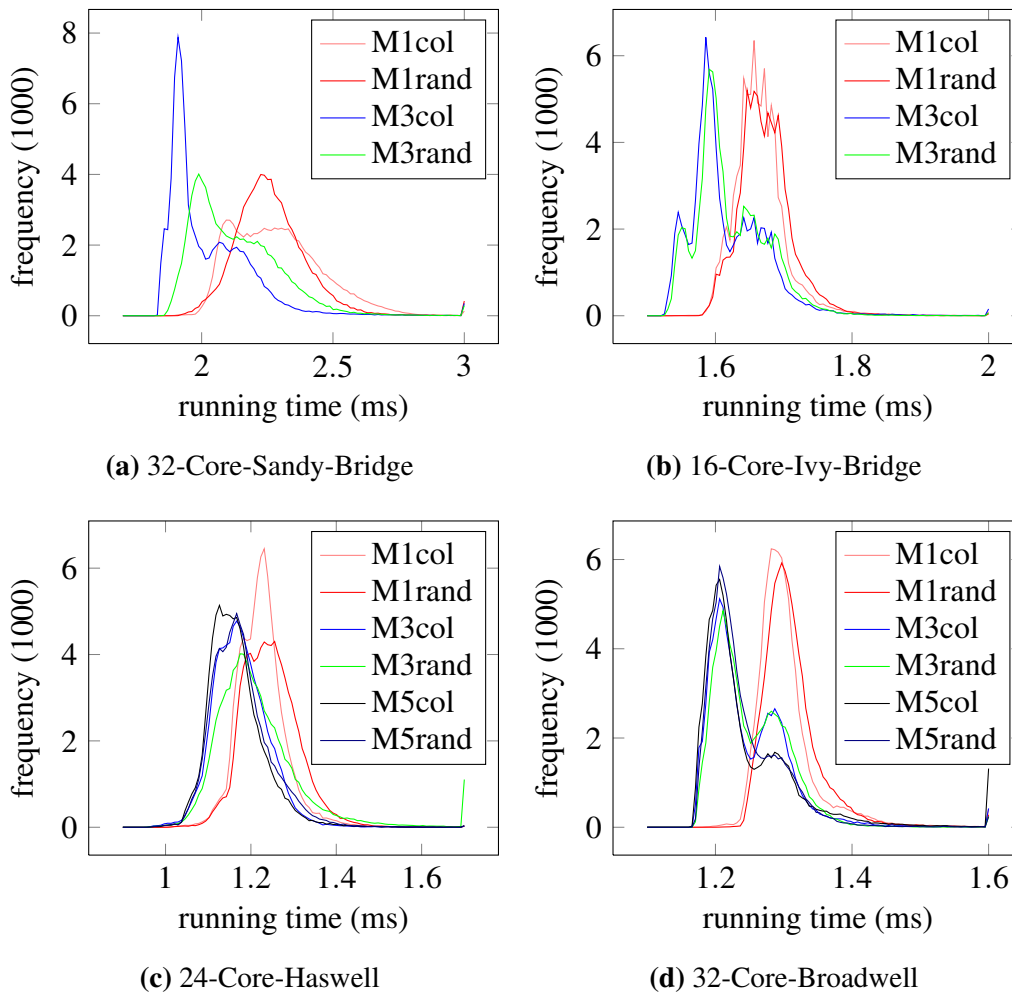 M1col
M1rand
M3col
M3rand
8
6
4
2
0
frequency (1000)
2 2.5 3
running time (ms)
(a) 32-Core-Sandy-Bridge
M1col
M1rand
M3col
M3rand
6
4
2
0
frequency (1000)
1.6 1.8 2
running time (ms)
(b) 16-Core-Ivy-Bridge
M1col
M1rand
M3col
M3rand
M5col
M5rand
6
4
2
0
frequency (1000)
1 1.2 1.4 1.6
running time (ms)
(c) 24-Core-Haswell
M1col
M1rand
M3col
M3rand
M5col
M5rand
6
4
2
0
frequency (1000)
1.2 1.4 1.6
running time (ms)
(d) 32-Core-Broadwell